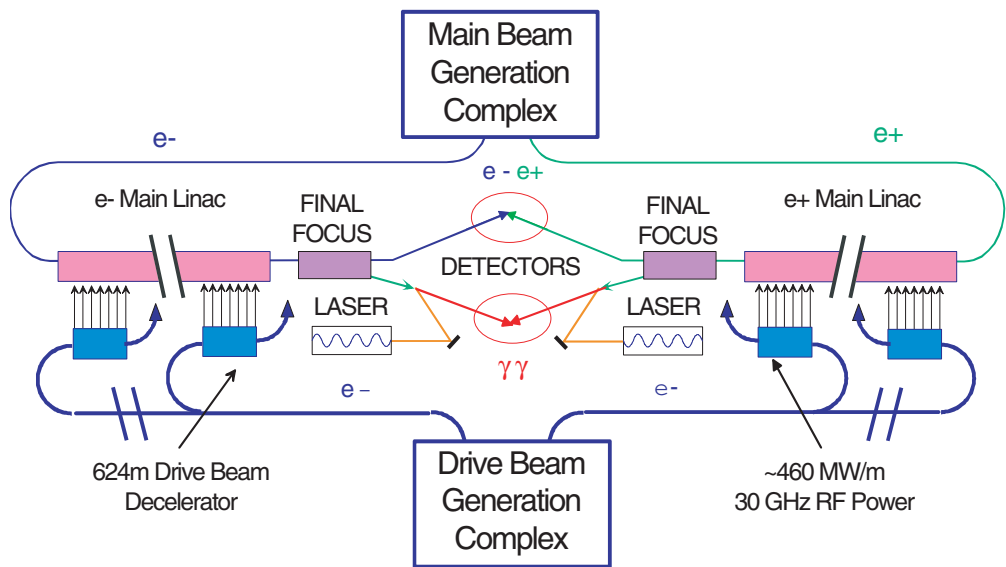 Main Beam
Generation
Complex
e-
e+
e - e+
e- Main Linac
FINAL
FOCUS
FINAL
FOCUS
e+ Main Linac
DETECTORS
LASER
LASER
γγ
e –
e-
624m Drive Beam
Decelerator
Drive Beam
Generation
Complex
~460 MW/m
30 GHz RF Power